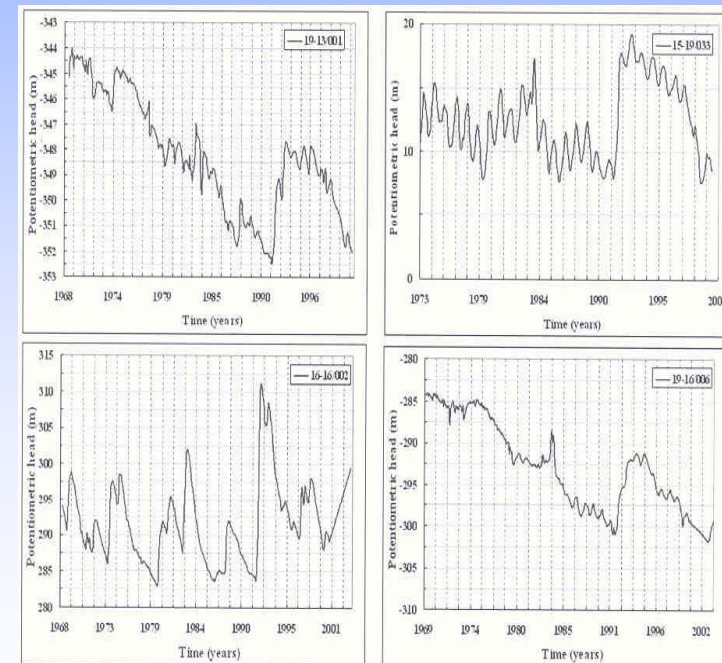 -343
-344
-345
-346
-347
-348
-349
-350
-351
-352
-353
Potentiometric head (m)
19-13/001
1968 1974 1979 1985 1990 1996
Time (years)
20
10
0
Potentiometric head (m)
15-19/033
1973 1979 1984 1990 1995 200
Time (years)
315
310
305
300
295
290
285
280
Potentiometric head (m)
16-16/002
1968 1973 1979 1984 1990 1995 2001
Time (years)
-280
-285
-291
-296
-300
-305
-310
Potentiometric head (m)
19-16/006
1969 1974 1980 1985 1991 1996 2002
Time (years)